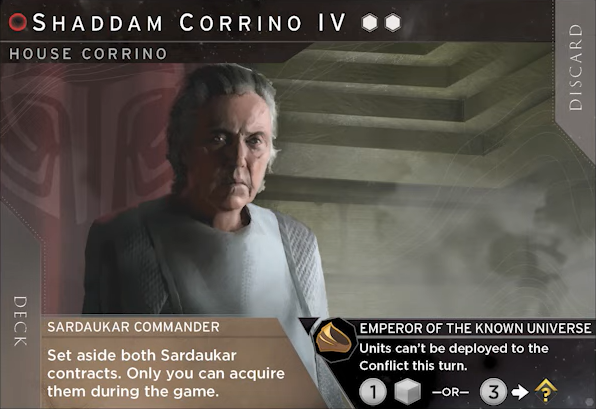 SHADDAM CORRINO IV
HOUSE CORRINO
DISCARD
DECK
SARDAUKAR COMMANDER
Set aside both Sardaukar
contracts. Only you can acquire
them during the game.
EMPEROR OF THE KNOWN UNIVERSE
Units can't be deployed to the
Conflict this turn.
1 —OR— 3 ?